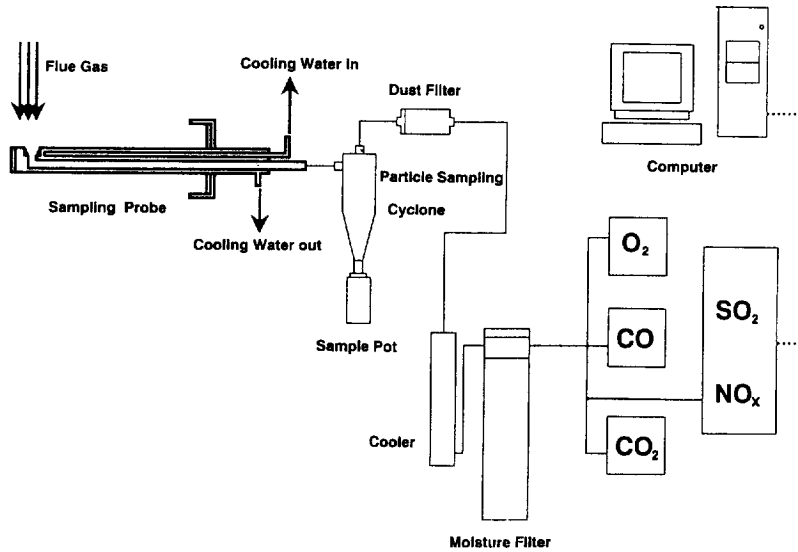 Flue Gas
Cooling Water In
Dust Filter
Computer
Sampling Probe
Particle Sampling
Cyclone
Cooling Water out
Sample Pot
O₂
CO
CO₂
SO₂
NOₓ
Cooler
Moisture Filter